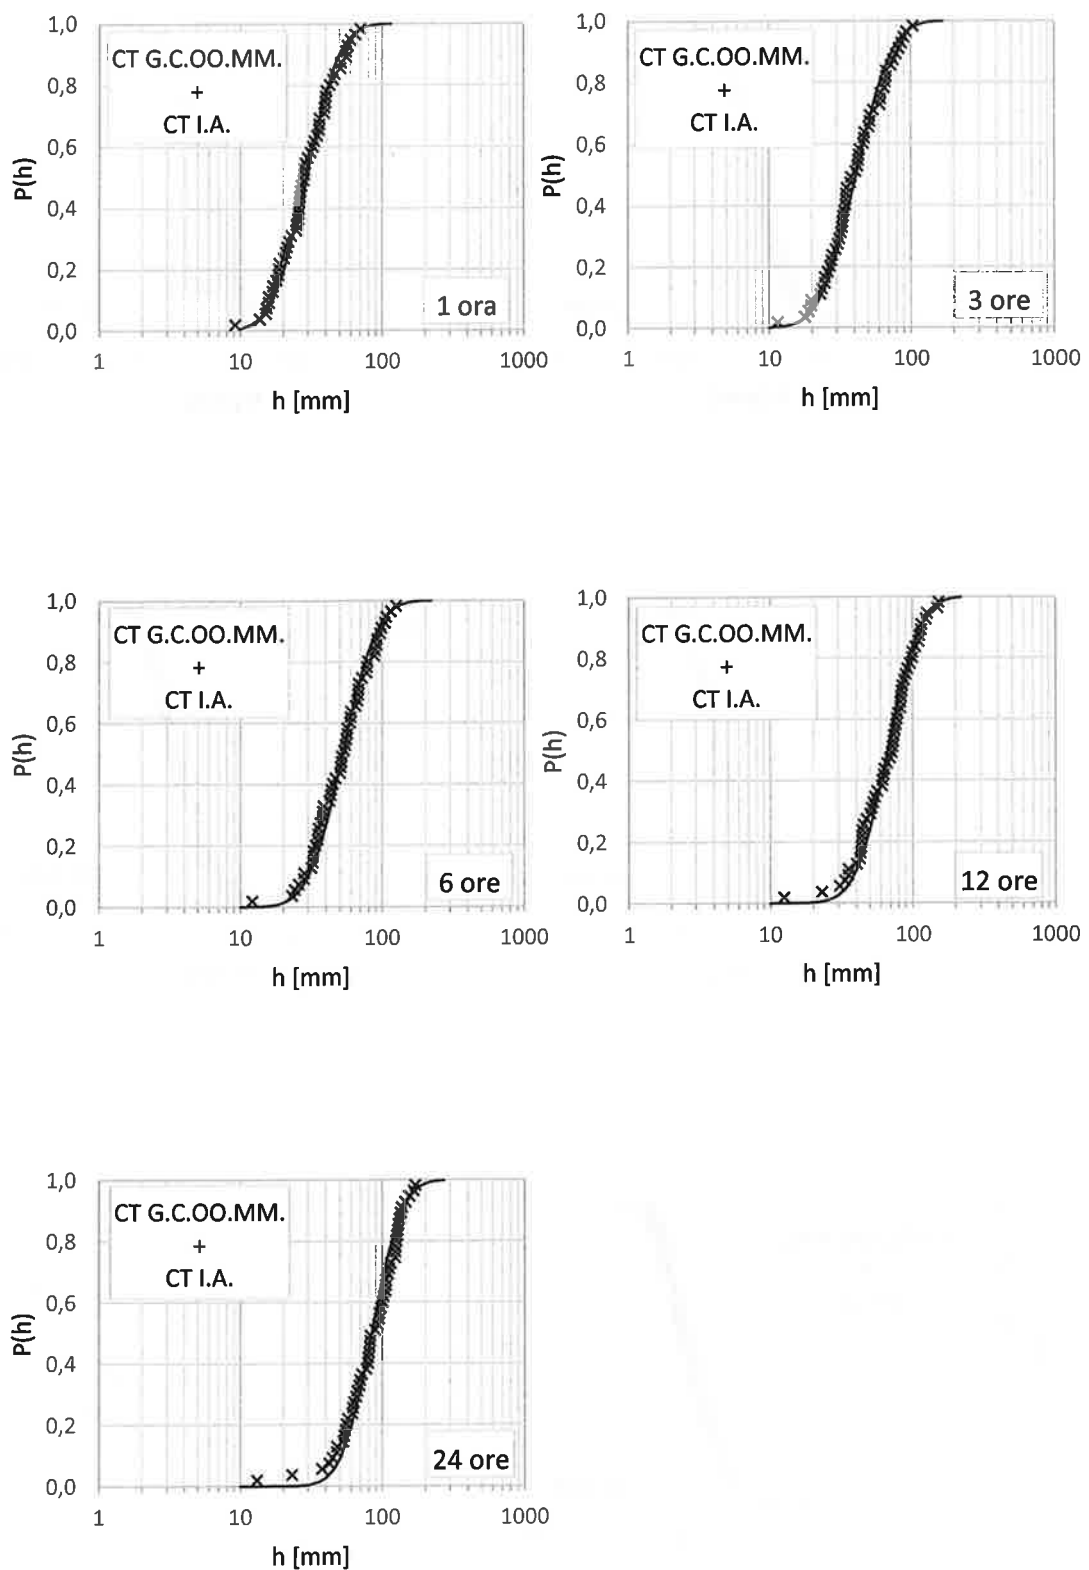 1,0
0,8
0,6
0,4
0,2
0,0
P(h)
CT G.C.OO.MM.
+
CT I.A.
1 ora
1 10 100 1000
h [mm]
1,0
0,8
0,6
0,4
0,2
0,0
P(h)
CT G.C.OO.MM.
+
CT I.A.
3 ore
1 10 100 1000
h [mm]
1,0
0,8
0,6
0,4
0,2
0,0
P(h)
CT G.C.OO.MM.
+
CT I.A.
6 ore
1 10 100 1000
h [mm]
1,0
0,8
0,6
0,4
0,2
0,0
P(h)
CT G.C.OO.MM.
+
CT I.A.
12 ore
1 10 100 1000
h [mm]
1,0
0,8
0,6
0,4
0,2
0,0
P(h)
CT G.C.OO.MM.
+
CT I.A.
24 ore
1 10 100 1000
h [mm]